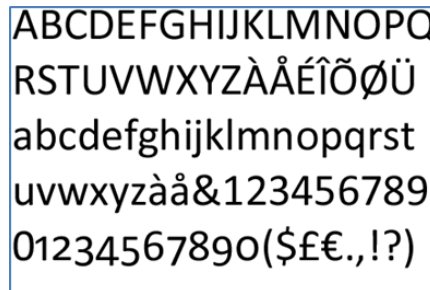 ABCDEFGHIJKLMNOPQ
RSTUVWXYZÀÅÉÎÕØÜ
abcdefghijklmnopqrst
uvwxyzàå&123456789
01234567890($£€.,!?)